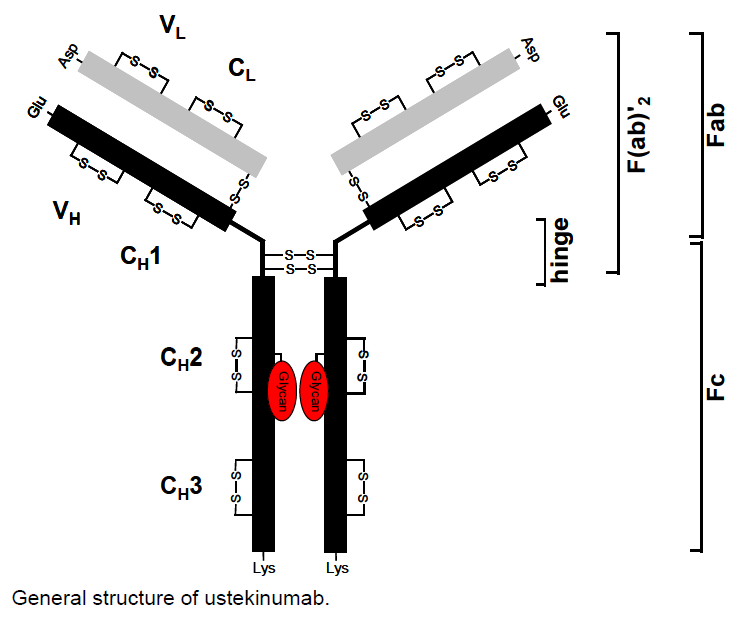 VL
Asp
S-S
CL
S-S
Glu
S-S
VH
S-S
S-S
CH1
Asp
S-S
S-S
Glu
S-S
S-S
S-S
F(ab)'2
Fab
hinge
S-S
S-S
CH2
S-S
Glycan
Glycan
S-S
Fc
CH3
S-S
S-S
Lys
Lys
General structure of ustekinumab.